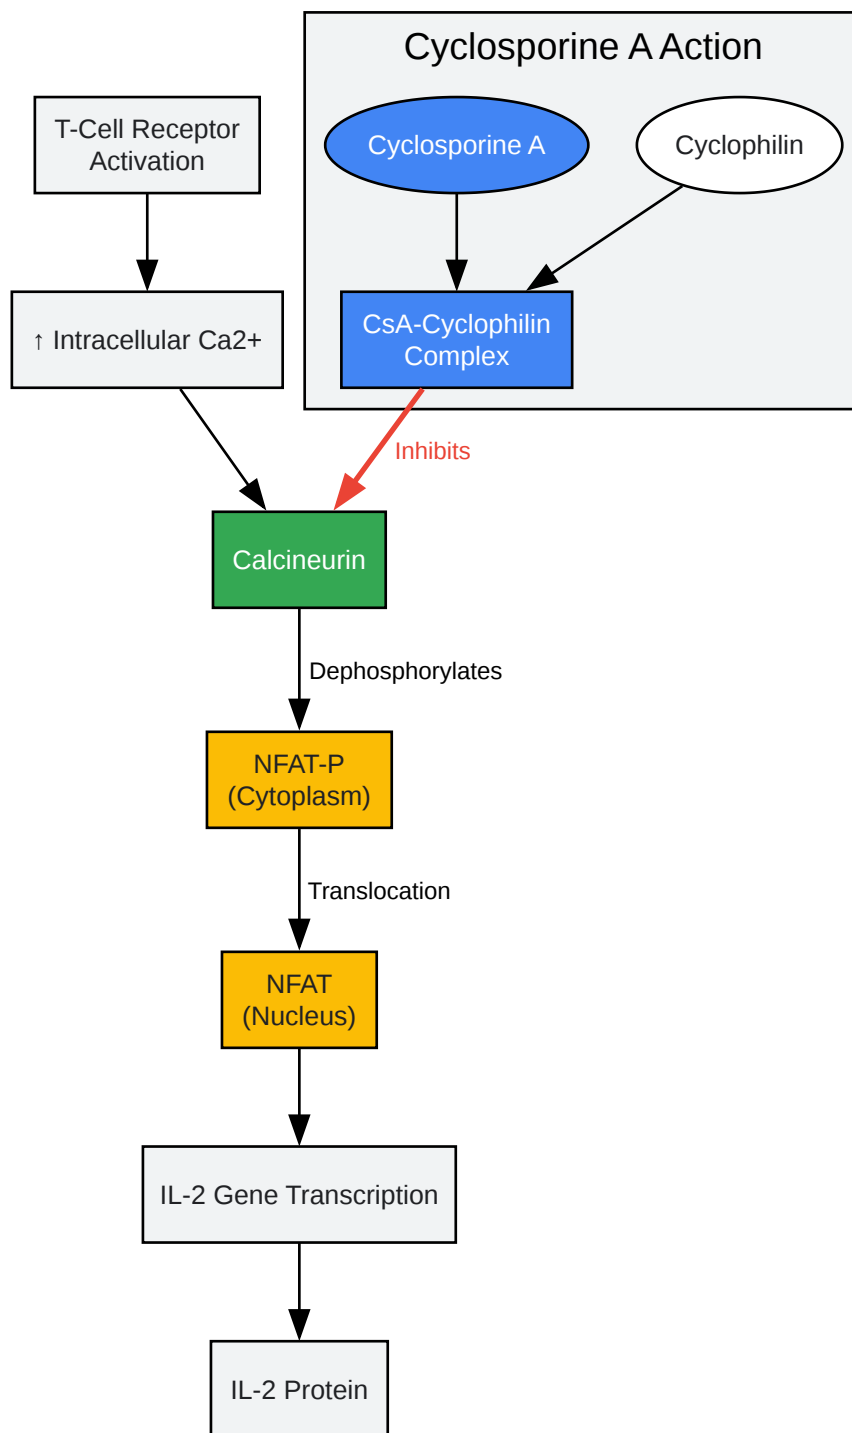 Cyclosporine A Action
T-Cell Receptor
Activation
Cyclosporine A
Cyclophilin
↑ Intracellular Ca2+
CsA-Cyclophilin
Complex
Inhibits
Calcineurin
Dephosphorylates
NFAT-P
(Cytoplasm)
Translocation
NFAT
(Nucleus)
IL-2 Gene Transcription
IL-2 Protein